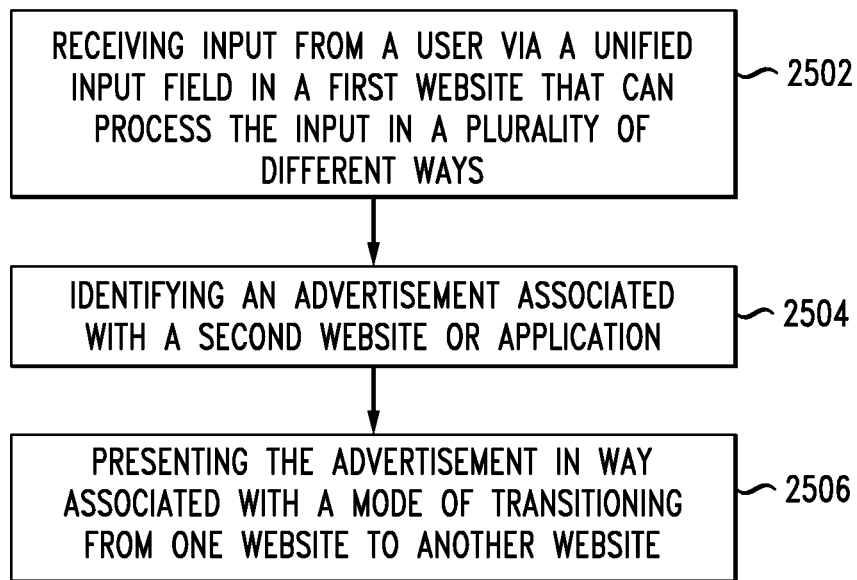 RECEIVING INPUT FROM A USER VIA A UNIFIED
INPUT FIELD IN A FIRST WEBSITE THAT CAN
PROCESS THE INPUT IN A PLURALITY OF
DIFFERENT WAYS
2502
IDENTIFYING AN ADVERTISEMENT ASSOCIATED
WITH A SECOND WEBSITE OR APPLICATION
2504
PRESENTING THE ADVERTISEMENT IN WAY
ASSOCIATED WITH A MODE OF TRANSITIONING
FROM ONE WEBSITE TO ANOTHER WEBSITE
2506